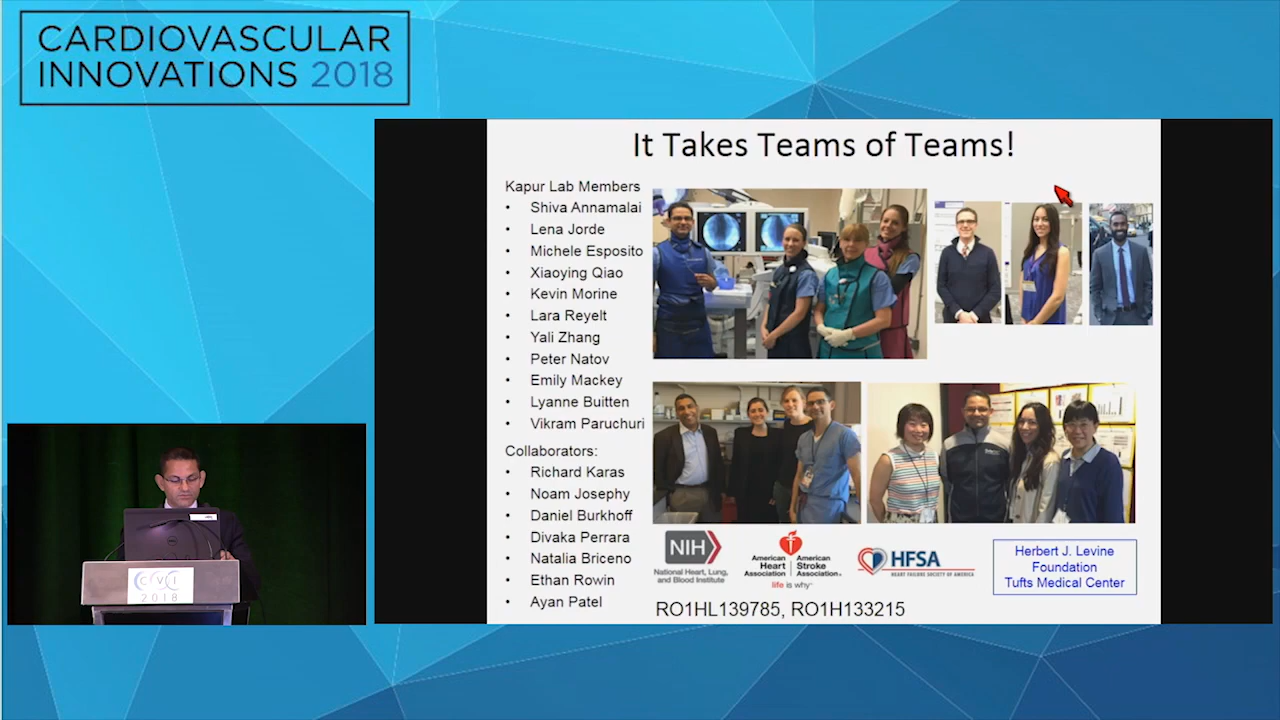 CARDIOVASCULAR
INNOVATIONS 2018
It Takes Teams of Teams!
Kapur Lab Members
• Shiva Annamalai
• Lena Jorde
• Michele Esposito
• Xiaoying Qiao
• Kevin Morine
• Lara Reyelt
• Yali Zhang
• Peter Natov
• Emily Mackey
• Lyanne Buitten
• Vikram Paruchuri
Collaborators:
• Richard Karas
• Noam Josephy
• Daniel Burkhoff
• Divaka Perrara
• Natalia Briceno
• Ethan Rowin
• Ayan Patel
NIH
National Heart, Lung,
and Blood Institute
American Heart Association
American Stroke Association®
life is why™
HFSA
HEART FAILURE SOCIETY OF AMERICA
Herbert J. Levine
Foundation
Tufts Medical Center
RO1HL139785, RO1H133215
CVCI
2018